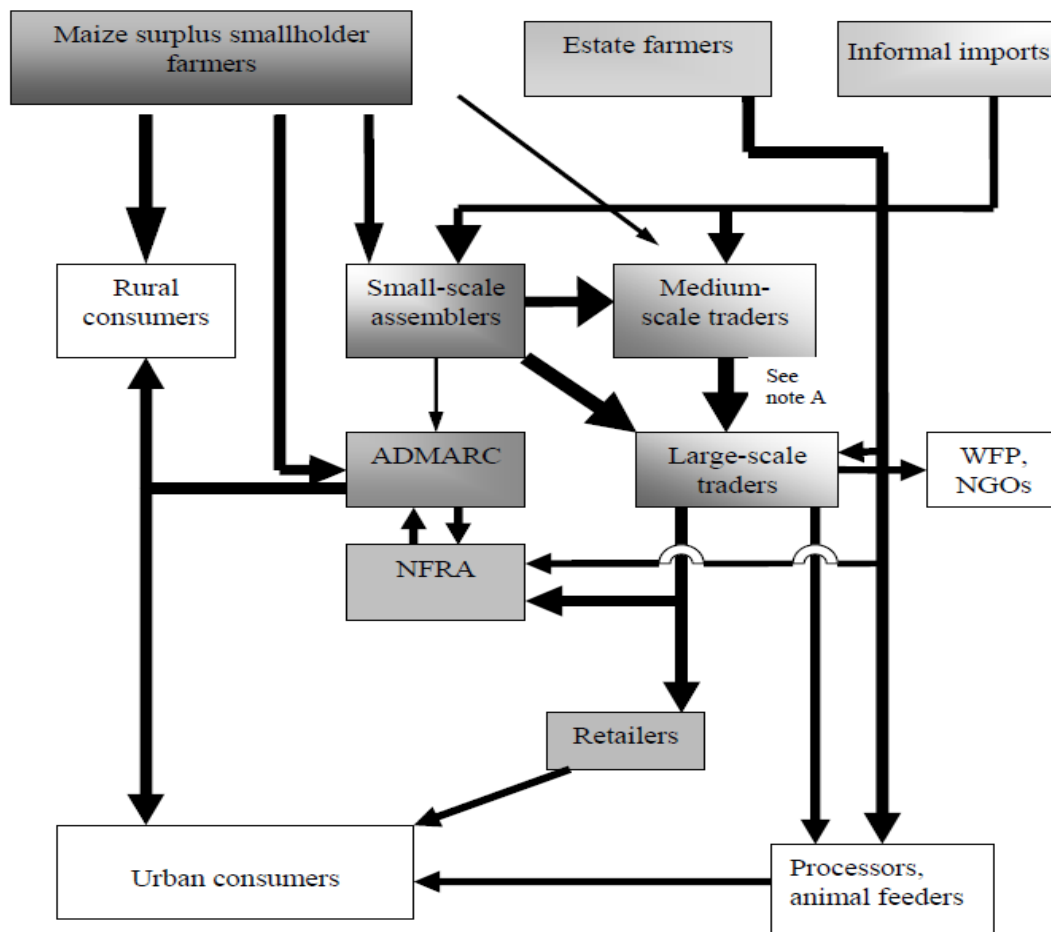 Maize surplus smallholder
farmers
Estate farmers
Informal imports
Rural
consumers
Small-scale
assemblers
Medium-
scale traders
See
note A
ADMARC
Large-scale
traders
WFP,
NGOs
NFRA
Retailers
Urban consumers
Processors,
animal feeders